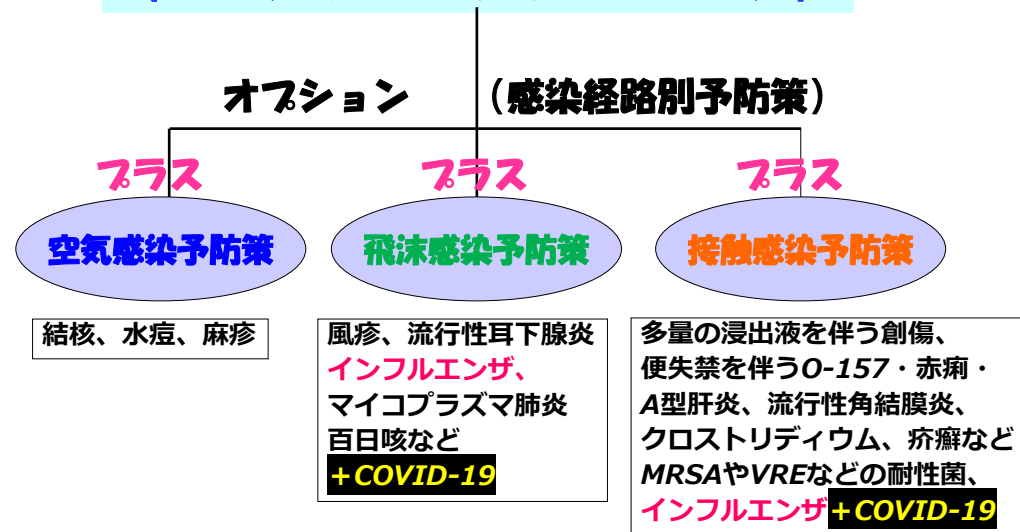 オプション (感染経路別予防策)
プラス
プラス
プラス
空気感染予防策
飛沫感染予防策
接触感染予防策
結核、水痘、麻疹
風疹、流行性耳下腺炎
インフルエンザ、
マイコプラズマ肺炎
百日咳など
+COVID-19
多量の浸出液を伴う創傷、
便失禁を伴うO-157・赤痢・
A型肝炎、流行性角結膜炎、
クロストリディウム、疥癬など
MRSAやVREなどの耐性菌、
インフルエンザ+COVID-19